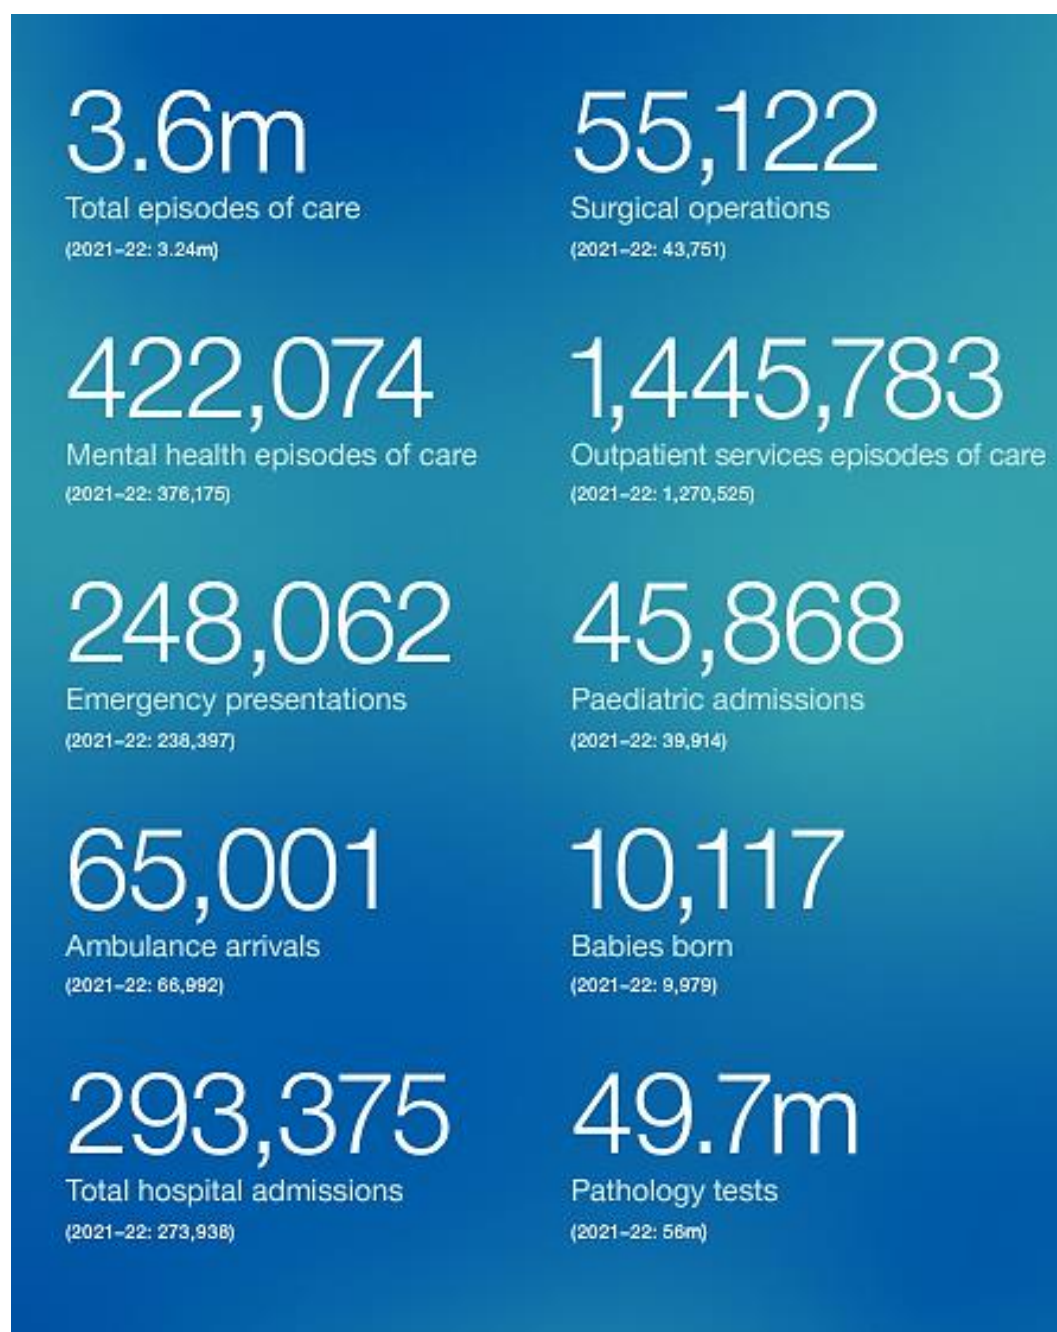 3.6m
Total episodes of care
(2021–22: 3.24m)
55,122
Surgical operations
(2021–22: 43,751)
422,074
Mental health episodes of care
(2021–22: 376,175)
1,445,783
Outpatient services episodes of care
(2021–22: 1,270,525)
248,062
Emergency presentations
(2021–22: 238,397)
45,868
Paediatric admissions
(2021–22: 39,914)
65,001
Ambulance arrivals
(2021–22: 66,992)
10,117
Babies born
(2021–22: 9,979)
293,375
Total hospital admissions
(2021–22: 273,938)
49.7m
Pathology tests
(2021–22: 56m)